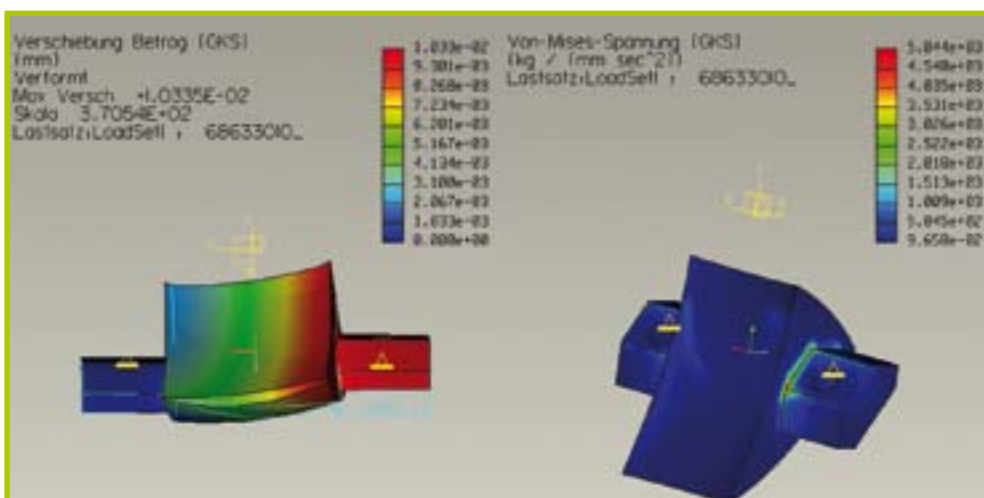 Verschiebung Betrag (GKS)
(mm)
Verformt
Max Versch +1.0335E-02
Skala 3.7054E+02
Lastsatz:LoadSet1 : 68633010_
1.033e-02
9.301e-03
8.268e-03
7.234e-03
6.201e-03
5.167e-03
4.134e-03
3.100e-03
2.067e-03
1.033e-03
0.000e+00
Von-Mises-Spannung (GKS)
(kg / (mm sec^2))
Lastsatz:LoadSet1 : 68633010_
5.044e+03
4.540e+03
4.035e+03
3.531e+03
3.026e+03
2.522e+03
2.018e+03
1.513e+03
1.009e+03
5.045e+02
9.658e-02